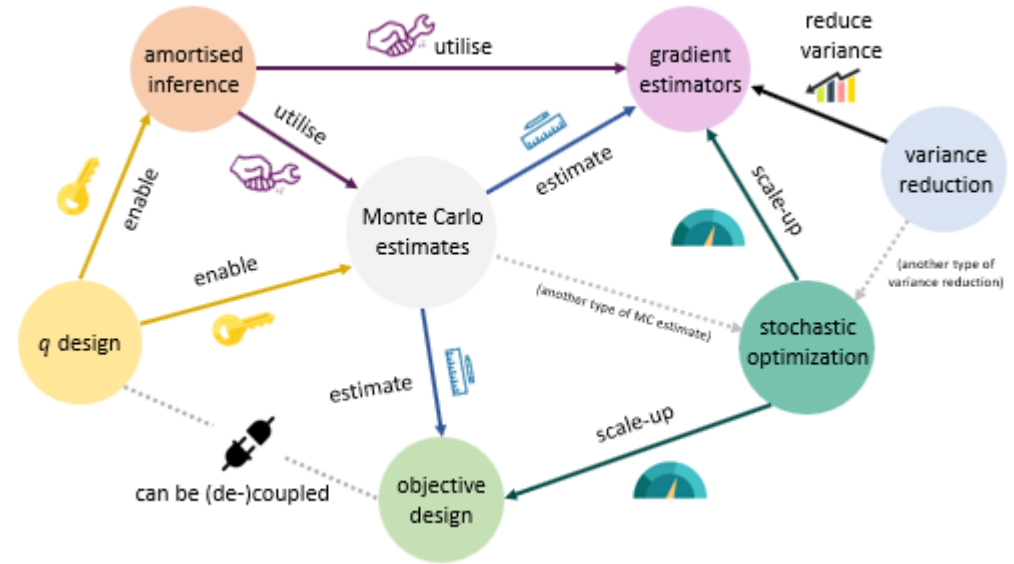 amortised
inference
utilise
gradient
estimators
reduce
variance
utilise
enable
estimate
variance
reduction
Monte Carlo
estimates
scale-up
enable
(another type of
variance reduction)
(another type of MC estimate)
q design
stochastic
optimization
estimate
scale-up
can be (de-)coupled
objective
design